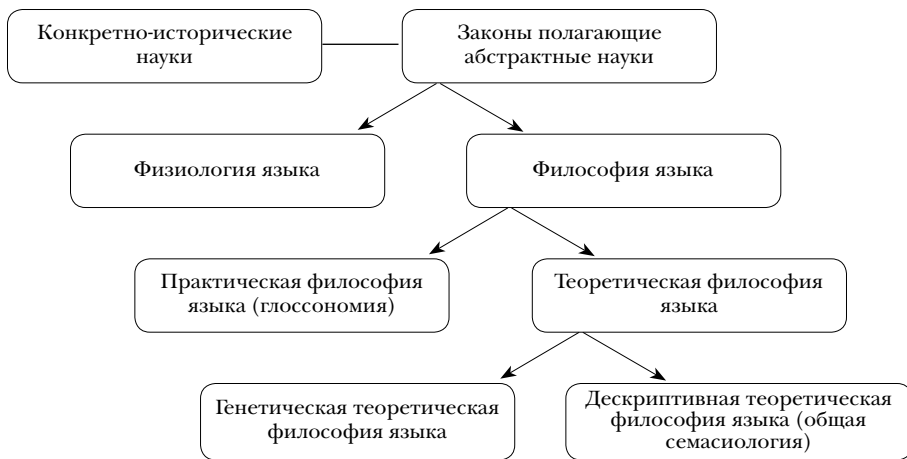 Конкретно-исторические
науки
Законы полагающие
абстрактные науки
Физиология языка
Философия языка
Практическая философия
языка (глоссономия)
Теоретическая философия
языка
Генетическая теоретическая
философия языка
Дескриптивная теоретическая
философия языка (общая
семасиология)